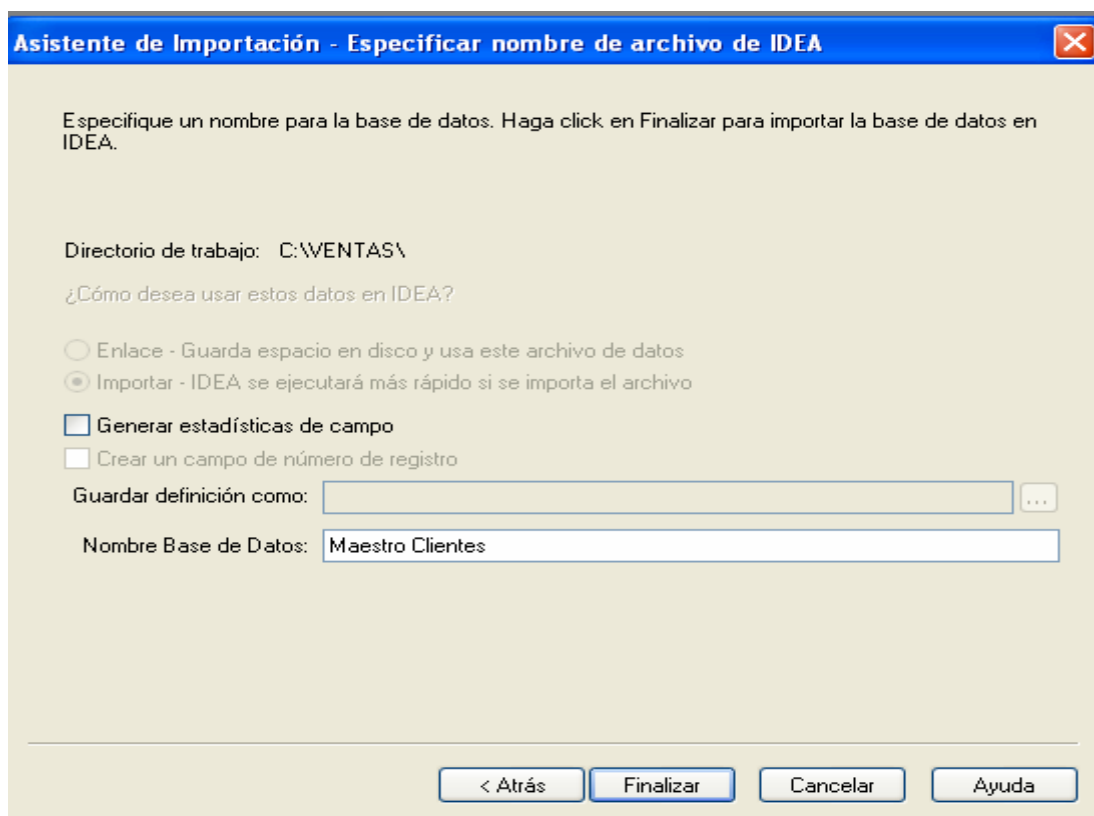 Asistente de Importación - Especificar nombre de archivo de IDEA
Especifique un nombre para la base de datos. Haga click en Finalizar para importar la base de datos en
IDEA.
Directorio de trabajo: C:\VENTAS\
¿Cómo desea usar estos datos en IDEA?
Enlace - Guarda espacio en disco y usa este archivo de datos
Importar - IDEA se ejecutará más rápido si se importa el archivo
Generar estadísticas de campo
Crear un campo de número de registro
Guardar definición como: ...
Nombre Base de Datos: Maestro Clientes
< Atrás Finalizar Cancelar Ayuda